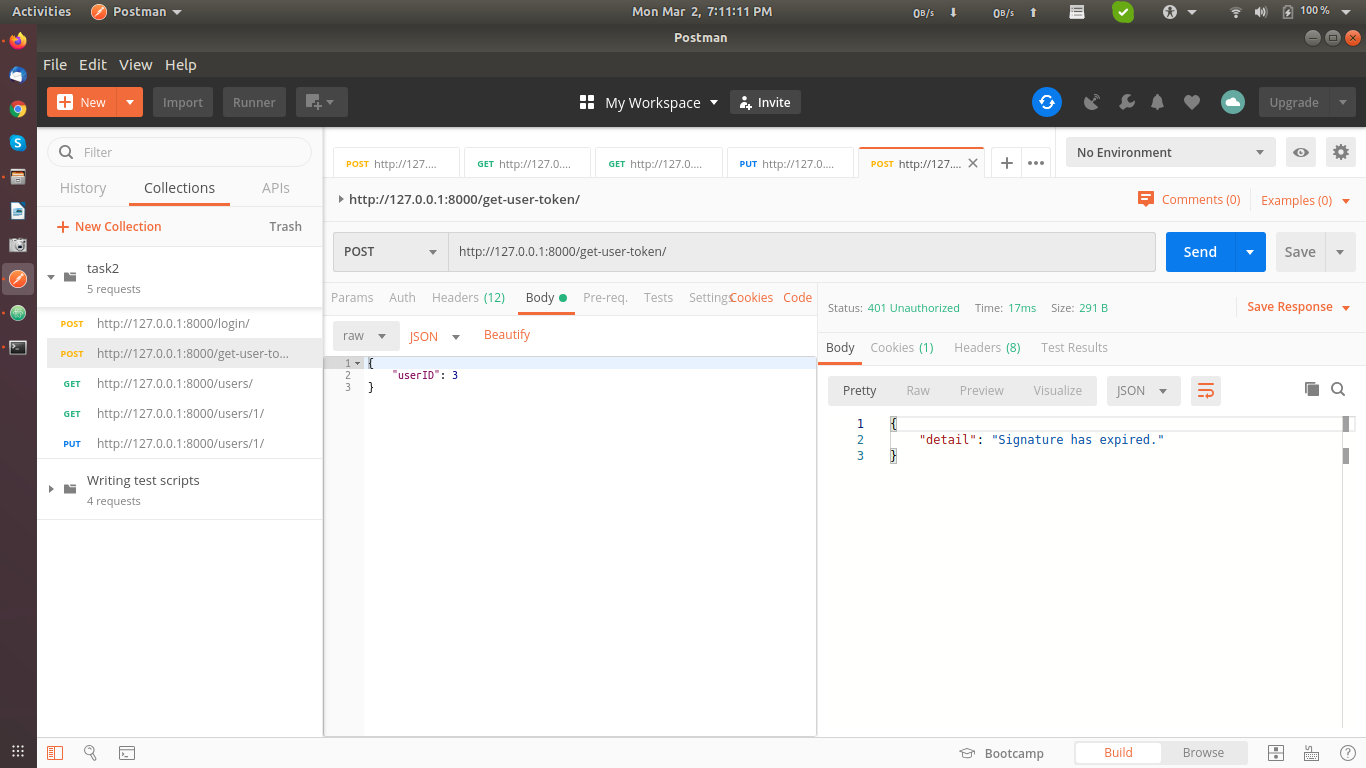 Activities Postman Mon Mar 2, 7:11:11 PM 0B/s 0B/s 100 %
Postman
File Edit View Help
New Import Runner My Workspace Invite Upgrade
Filter
History Collections APIs
New Collection Trash
task2
5 requests
POST http://127.0.0.1:8000/login/
POST http://127.0.0.1:8000/get-user-to...
GET http://127.0.0.1:8000/users/
GET http://127.0.0.1:8000/users/1/
PUT http://127.0.0.1:8000/users/1/
Writing test scripts
4 requests
POST http://127.... GET http://127.0.... GET http://127.0.... PUT http://127.0.... POST http://127.... No Environment
http://127.0.0.1:8000/get-user-token/ Comments (0) Examples (0)
POST http://127.0.0.1:8000/get-user-token/ Send Save
Params Auth Headers (12) Body Pre-req. Tests Settings Cookies Code
raw JSON Beautify
1 {
2 "userID": 3
3 }
Status: 401 Unauthorized Time: 17ms Size: 291 B Save Response
Body Cookies (1) Headers (8) Test Results
Pretty Raw Preview Visualize JSON
1 {
2 "detail": "Signature has expired."
3 }
Bootcamp Build Browse